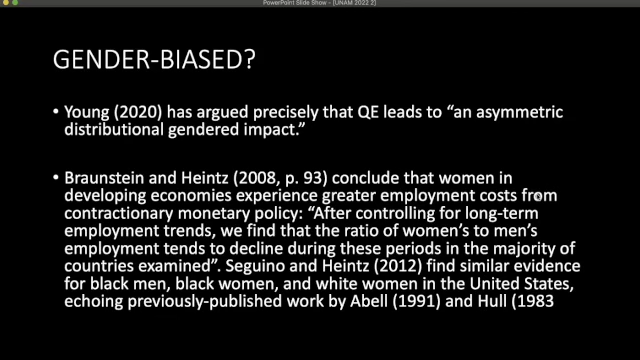 PowerPoint Slide Show - [UNAM 2022 2]
GENDER-BIASED?
• Young (2020) has argued precisely that QE leads to “an asymmetric
distributional gendered impact.”
• Braunstein and Heintz (2008, p. 93) conclude that women in
developing economies experience greater employment costs from
contractionary monetary policy: “After controlling for long-term
employment trends, we find that the ratio of women’s to men’s
employment tends to decline during these periods in the majority of
countries examined”. Seguino and Heintz (2012) find similar evidence
for black men, black women, and white women in the United States,
echoing previously-published work by Abell (1991) and Hull (1983